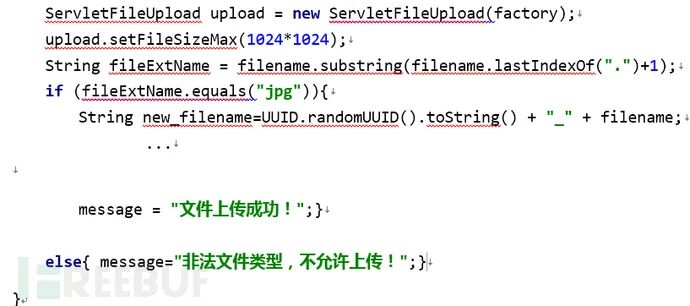 ServletFileUpload upload = new ServletFileUpload(factory);
upload.setFileSizeMax(1024*1024);
String fileExtName = filename.substring(filename.lastIndexOf(".")+1);
if (fileExtName.equals("jpg")){
String new_filename=UUID.randomUUID().toString() + "_" + filename;
...
message = "文件上传成功！";}
else{ message="非法文件类型，不允许上传！";}
}
FREEBUF